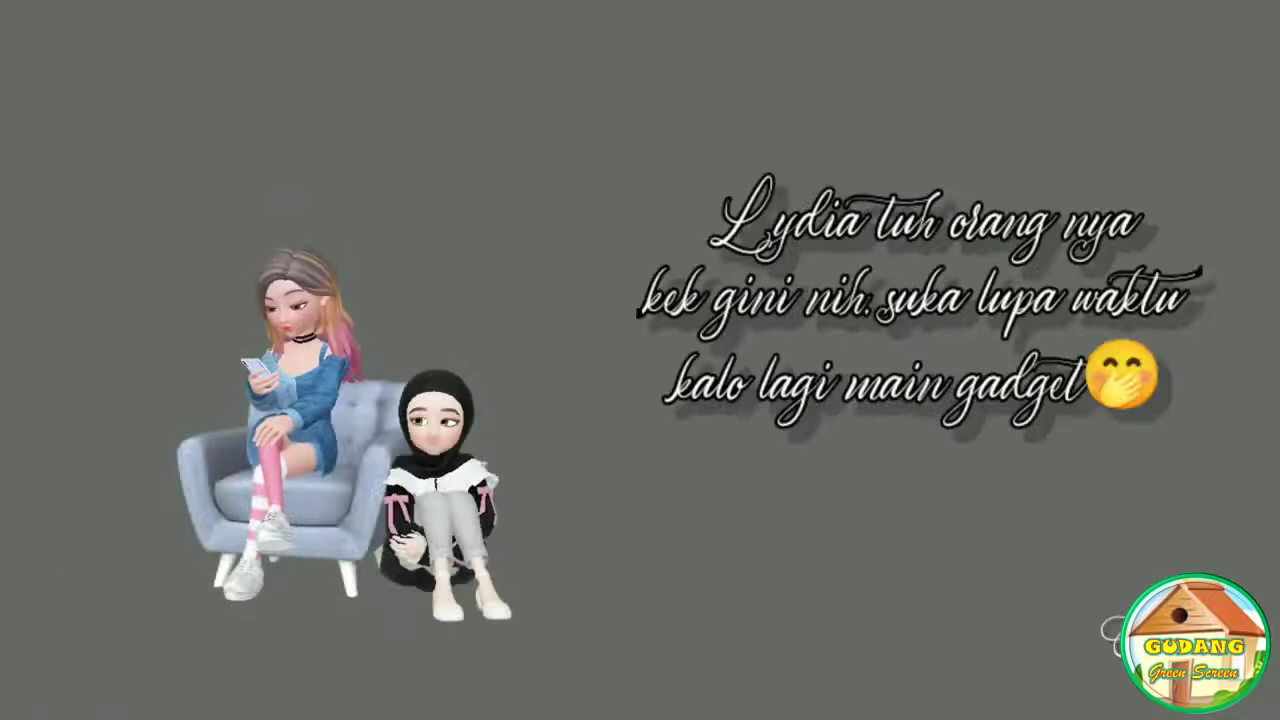 Lydia tuh orang nya
kek gini nih. suka lupa waktu
kalo lagi main gadget🤭
GUDANG
Green Screen